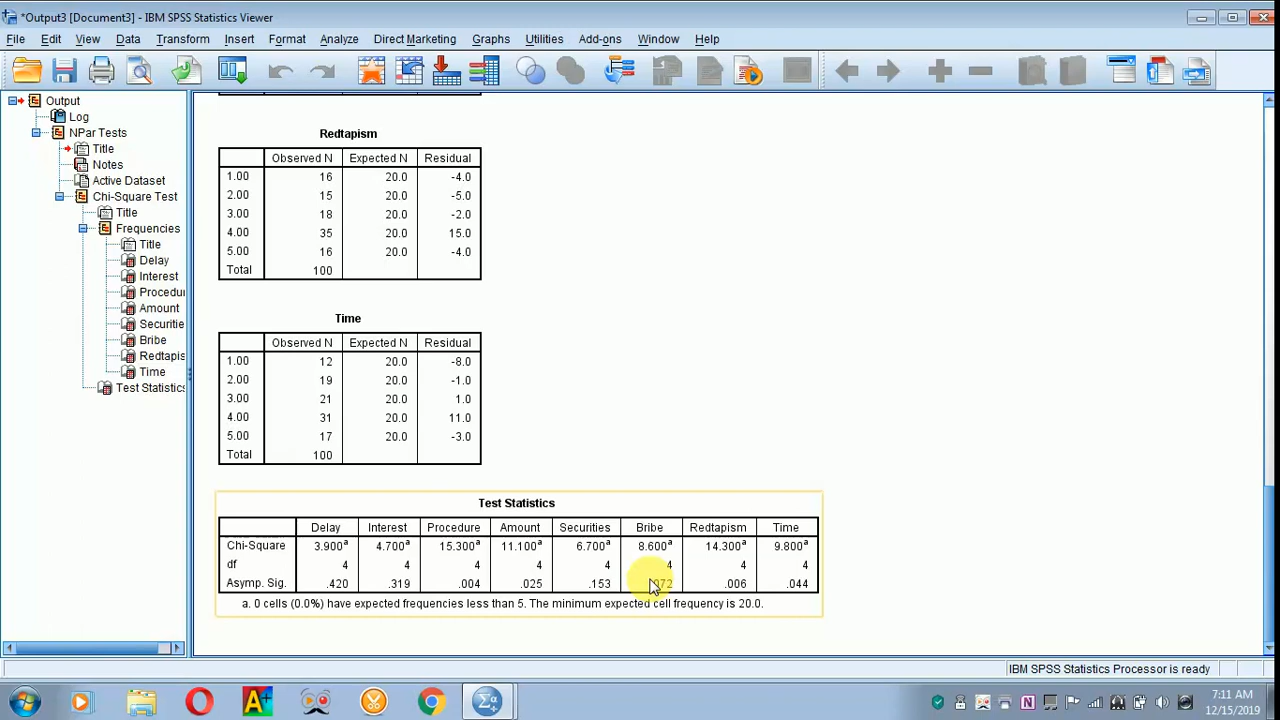 *Output3 [Document3] - IBM SPSS Statistics Viewer
File Edit View Data Transform Insert Format Analyze Direct Marketing Graphs Utilities Add-ons Window Help
Output
Log
NPar Tests
Title
Notes
Active Dataset
Chi-Square Test
Title
Frequencies
Title
Delay
Interest
Procedu
Amount
Securitie
Bribe
Redtapis
Time
Test Statistics
Redtapism
Observed N Expected N Residual
1.00 16 20.0 -4.0
2.00 15 20.0 -5.0
3.00 18 20.0 -2.0
4.00 35 20.0 15.0
5.00 16 20.0 -4.0
Total 100
Time
Observed N Expected N Residual
1.00 12 20.0 -8.0
2.00 19 20.0 -1.0
3.00 21 20.0 1.0
4.00 31 20.0 11.0
5.00 17 20.0 -3.0
Total 100
Test Statistics
Delay Interest Procedure Amount Securities Bribe Redtapism Time
Chi-Square 3.900a 4.700a 15.300a 11.100a 6.700a 8.600a 14.300a 9.800a
df 4 4 4 4 4 4 4 4
Asymp. Sig. .420 .319 .004 .025 .153 .006 .044
a. 0 cells (0.0%) have expected frequencies less than 5. The minimum expected cell frequency is 20.0.
IBM SPSS Statistics Processor is ready
7:11 AM
12/15/2019